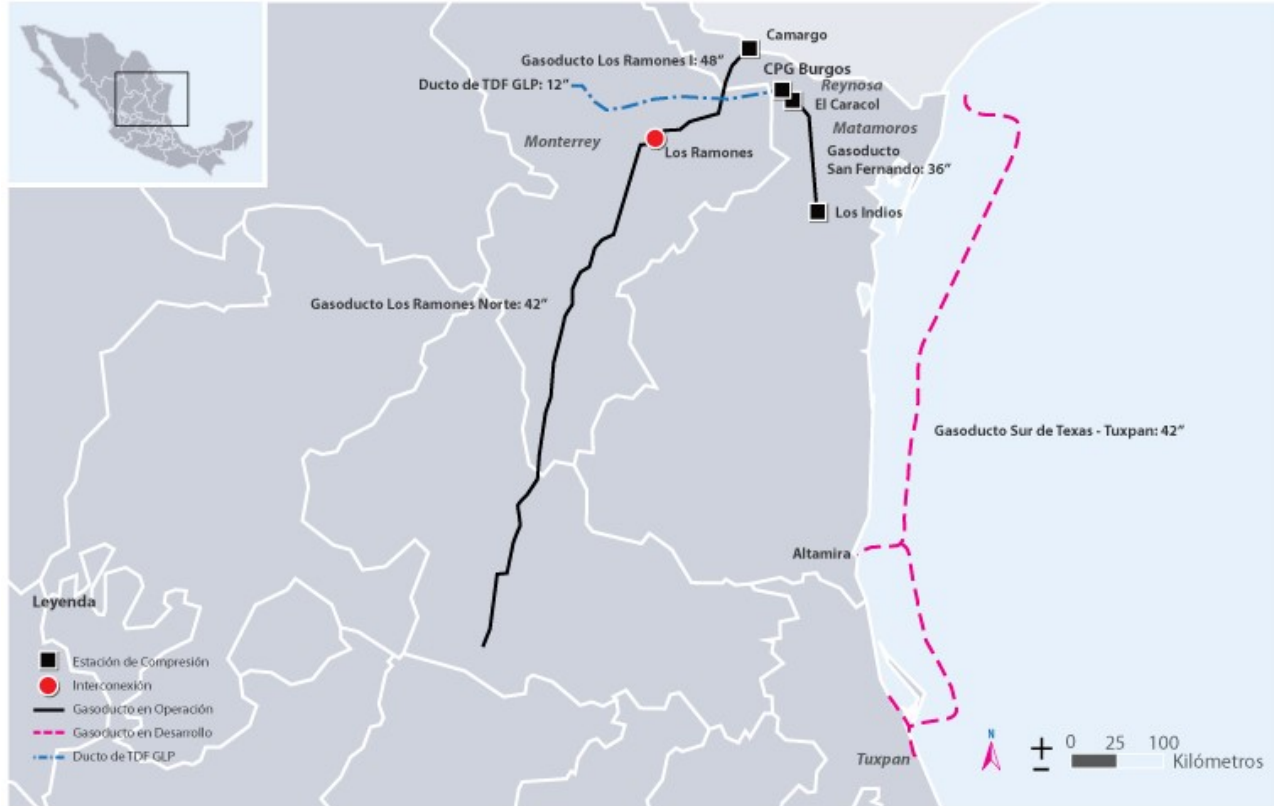 Camargo
Gasoducto Los Ramones I: 48”
CPG Burgos
Ducto de TDF GLP: 12”
Reynosa
El Caracol
Matamoros
Monterrey
Los Ramones
Gasoducto
San Fernando: 36”
Los Indios
Gasoducto Los Ramones Norte: 42”
Gasoducto Sur de Texas - Tuxpan: 42”
Altamira
Leyenda
Estación de Compresión
Interconexión
Gasoducto en Operación
Gasoducto en Desarrollo
Ducto de TDF GLP
Tuxpan
N
+
−
0 25 100
Kilómetros